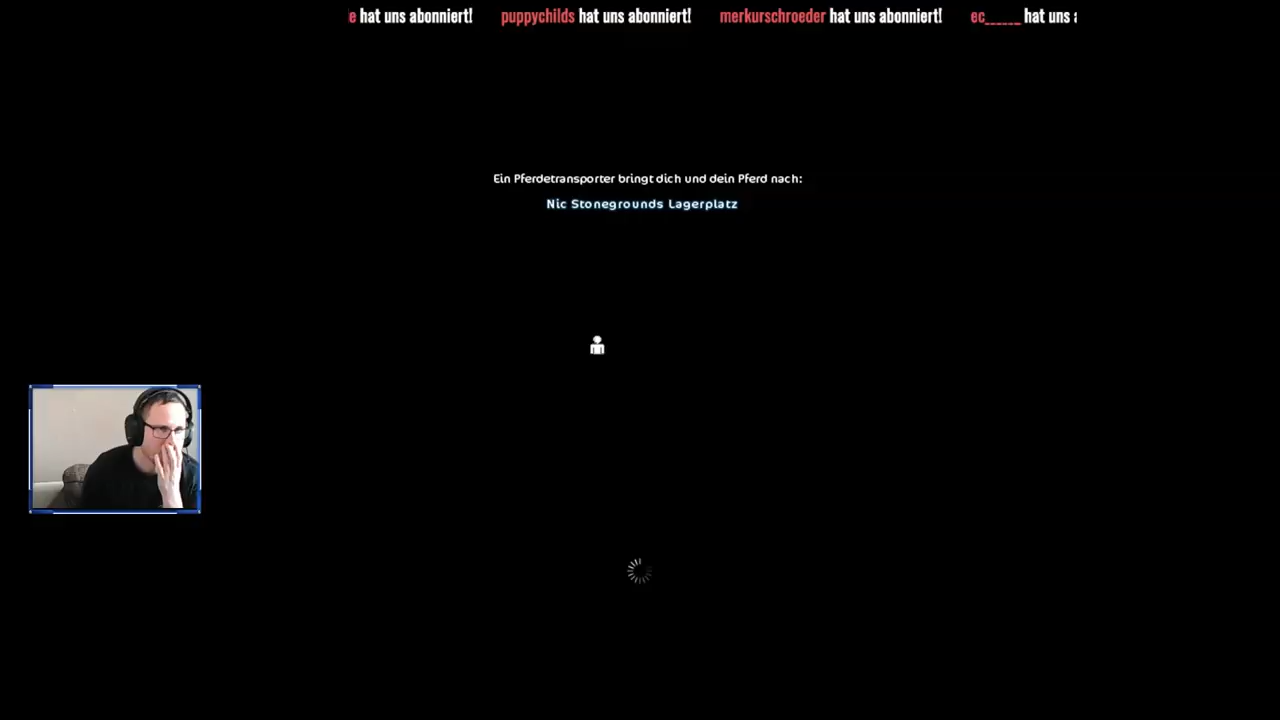 e hat uns abonniert! puppychilds hat uns abonniert! merkurschroeder hat uns abonniert! ec______ hat uns
Ein Pferdetransporter bringt dich und dein Pferd nach:
Nic Stonegrounds Lagerplatz